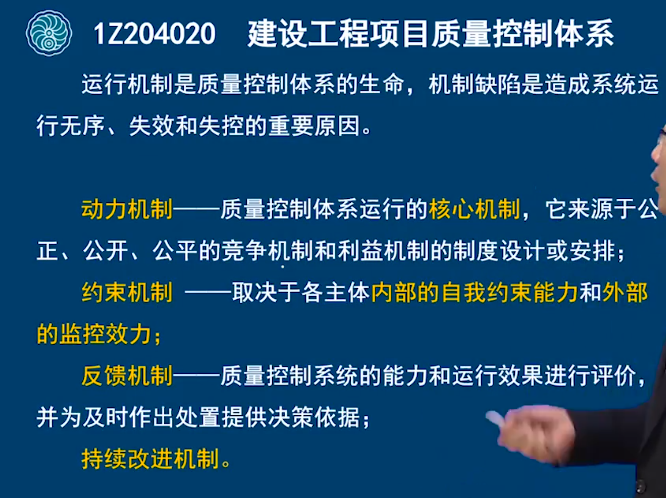 1Z204020 建设工程项目质量控制体系
运行机制是质量控制体系的生命，机制缺陷是造成系统运
行无序、失效和失控的重要原因。
动力机制——质量控制体系运行的核心机制，它来源于公
正、公开、公平的竞争机制和利益机制的制度设计或安排；
约束机制 ——取决于各主体内部的自我约束能力和外部
的监控效力；
反馈机制——质量控制系统的能力和运行效果进行评价，
并为及时作出处置提供决策依据；
持续改进机制。